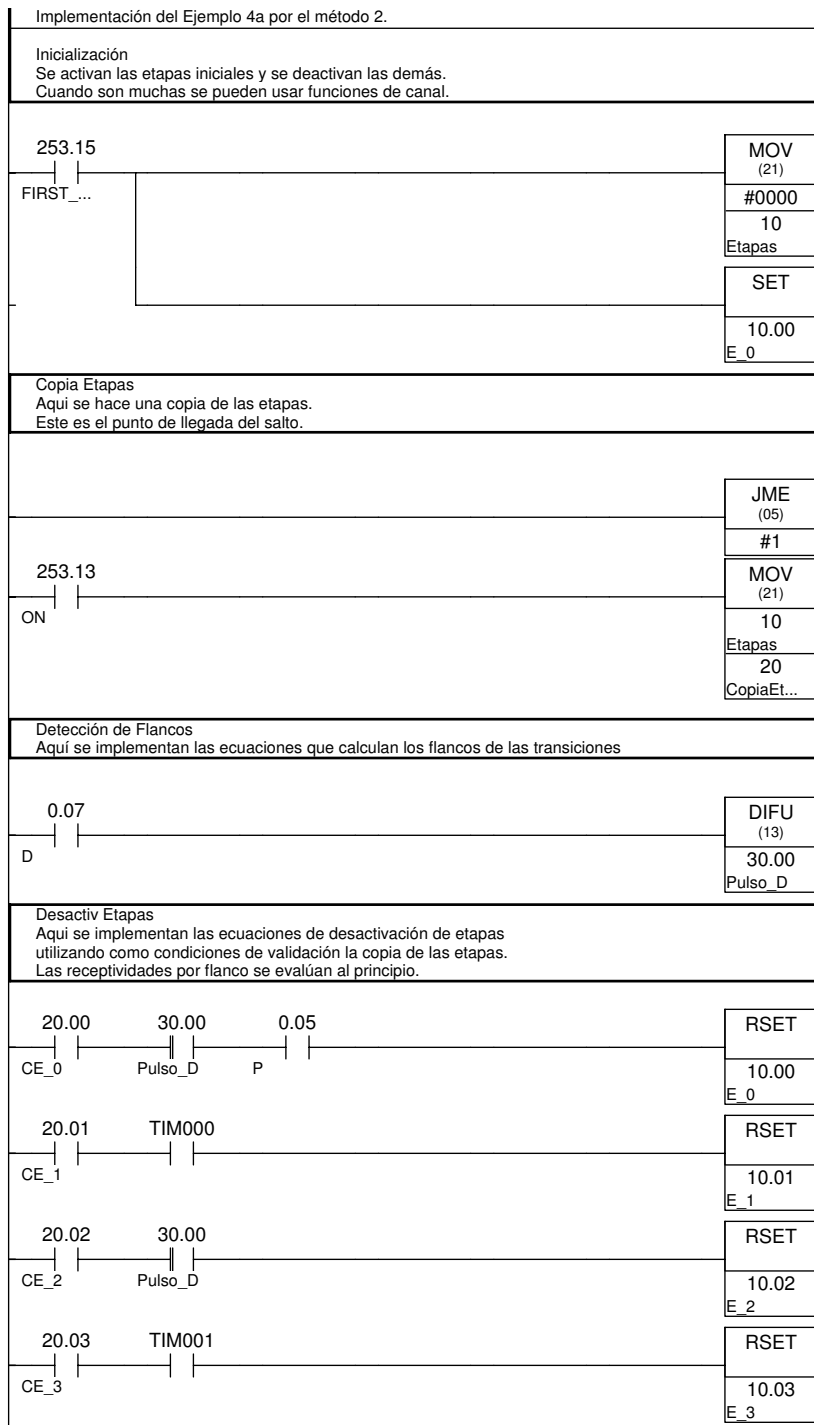 Implementación del Ejemplo 4a por el método 2.
Inicialización
Se activan las etapas iniciales y se deactivan las demás.
Cuando son muchas se pueden usar funciones de canal.
253.15
FIRST_...
MOV
(21)
#0000
10
Etapas
SET
10.00
E_0
Copia Etapas
Aqui se hace una copia de las etapas.
Este es el punto de llegada del salto.
JME
(05)
#1
253.13
ON
MOV
(21)
10
Etapas
20
CopiaEt...
Detección de Flancos
Aquí se implementan las ecuaciones que calculan los flancos de las transiciones
0.07
D
DIFU
(13)
30.00
Pulso_D
Desactiv Etapas
Aqui se implementan las ecuaciones de desactivación de etapas
utilizando como condiciones de validación la copia de las etapas.
Las receptividades por flanco se evalúan al principio.
20.00 30.00 0.05
CE_0 Pulso_D P
RSET
10.00
E_0
20.01 TIM000
CE_1
RSET
10.01
E_1
20.02 30.00
CE_2 Pulso_D
RSET
10.02
E_2
20.03 TIM001
CE_3
RSET
10.03
E_3